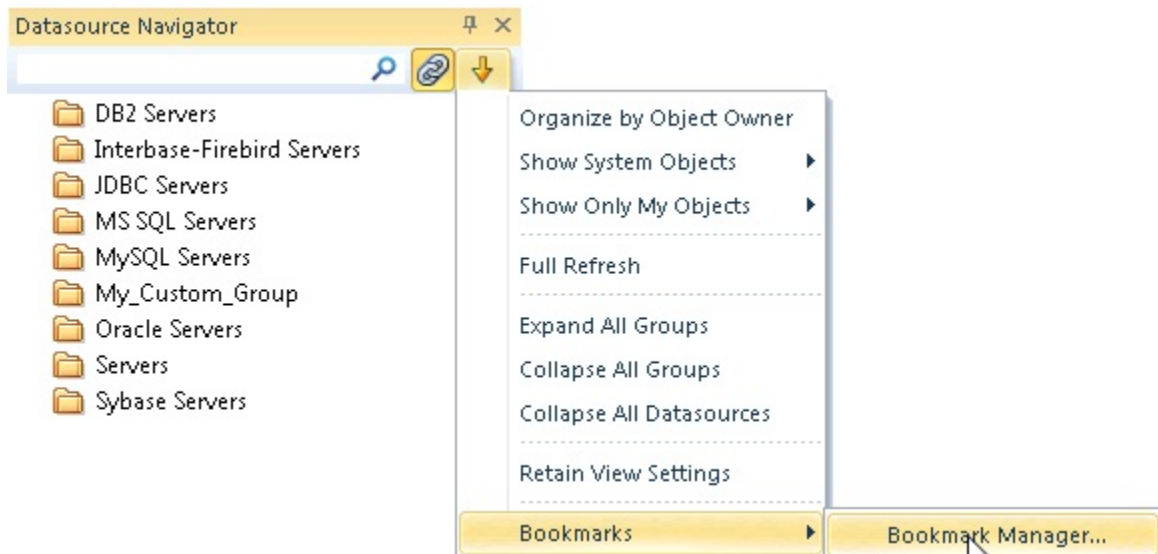 Datasource Navigator
DB2 Servers
Interbase-Firebird Servers
JDBC Servers
MS SQL Servers
MySQL Servers
My_Custom_Group
Oracle Servers
Servers
Sybase Servers
Organize by Object Owner
Show System Objects
Show Only My Objects
Full Refresh
Expand All Groups
Collapse All Groups
Collapse All Datasources
Retain View Settings
Bookmarks
Bookmark Manager...